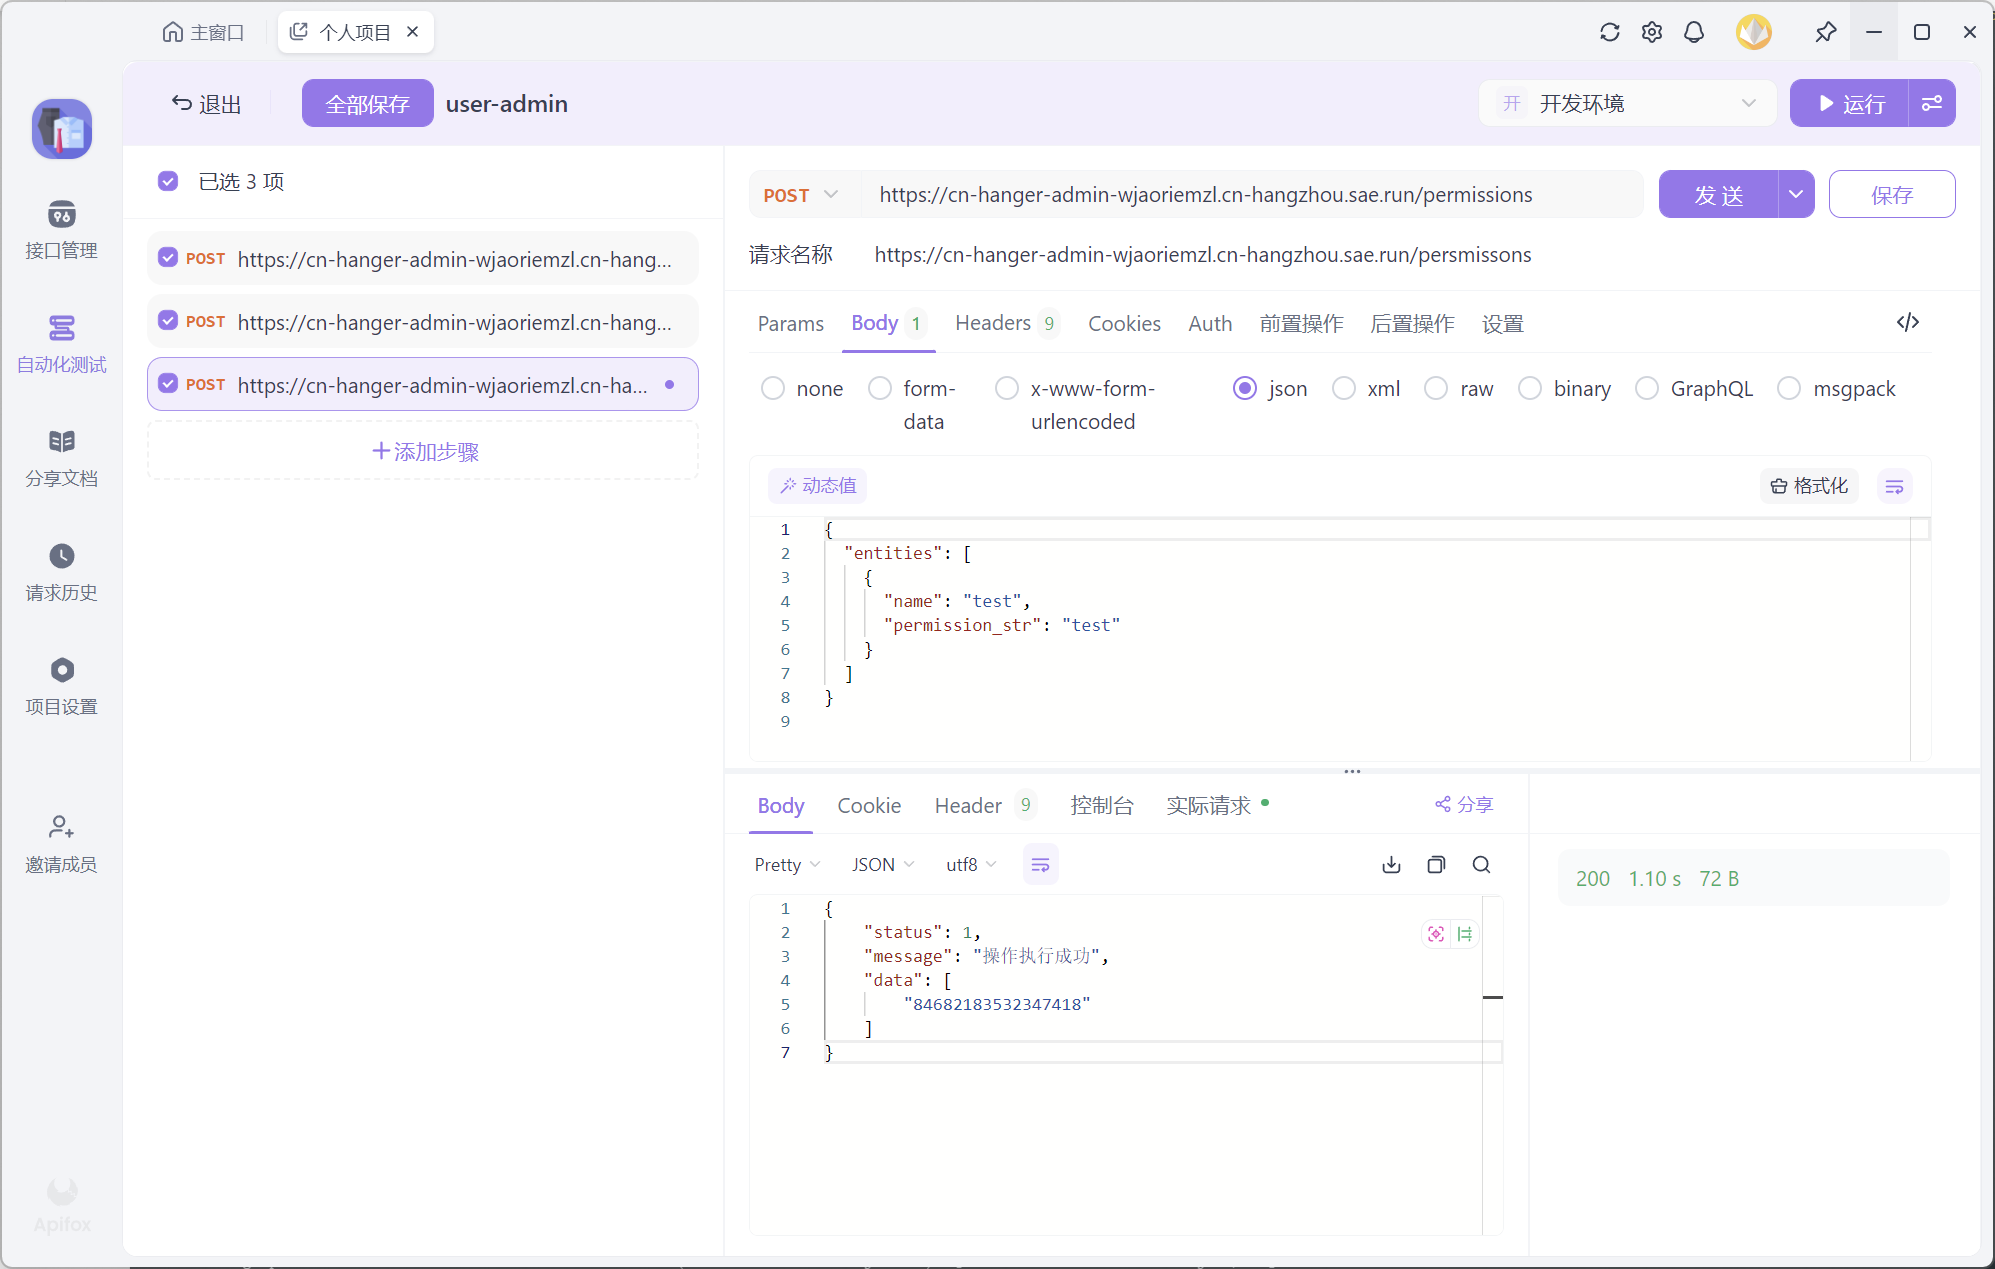 主窗口
个人项目
退出
全部保存
user-admin
开 开发环境
运行
接口管理
自动化测试
分享文档
请求历史
项目设置
邀请成员
Apifox
已选 3 项
POST https://cn-hanger-admin-wjaoriemzl.cn-hang...
POST https://cn-hanger-admin-wjaoriemzl.cn-hang...
POST https://cn-hanger-admin-wjaoriemzl.cn-ha...
添加步骤
POST https://cn-hanger-admin-wjaoriemzl.cn-hangzhou.sae.run/permissions
发 送
保存
请求名称 https://cn-hanger-admin-wjaoriemzl.cn-hangzhou.sae.run/persmissons
Params Body 1 Headers 9 Cookies Auth 前置操作 后置操作 设置
none form-data x-www-form-urlencoded json xml raw binary GraphQL msgpack
动态值
格式化
1 {
2 "entities": [
3 {
4 "name": "test",
5 "permission_str": "test"
6 }
7 ]
8 }
9
Body Cookie Header 9 控制台 实际请求
分享
Pretty JSON utf8
1 {
2 "status": 1,
3 "message": "操作执行成功",
4 "data": [
5 "84682183532347418"
6 ]
7 }
200 1.10 s 72 B